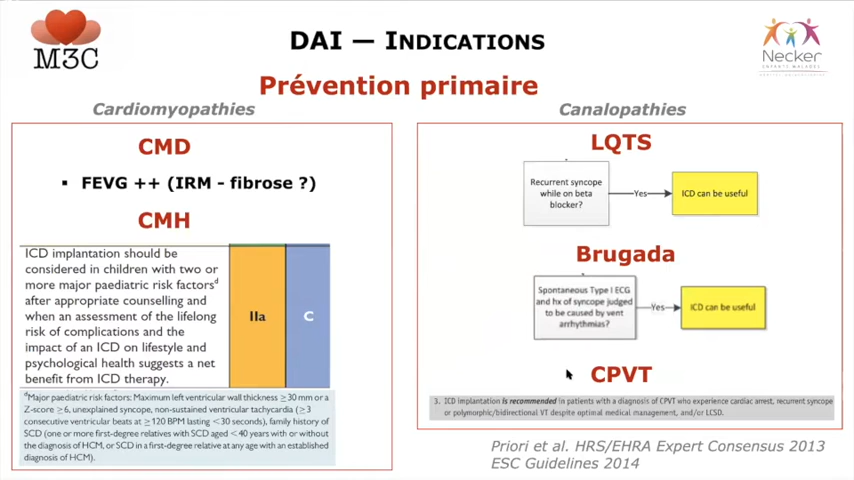 M3C
DAI — INDICATIONS
Necker
ENFANTS MALADES
Prévention primaire
Cardiomyopathies
CMD
▪ FEVG ++ (IRM - fibrose ?)
CMH
ICD implantation should be
considered in children with two or
more major paediatric risk factorsᵈ
after appropriate counselling and
when an assessment of the lifelong
risk of complications and the
impact of an ICD on lifestyle and
psychological health suggests a net
benefit from ICD therapy.
IIa
C
ᵈMajor paediatric risk factors: Maximum left ventricular wall thickness ≥30 mm or a
Z-score ≥6, unexplained syncope, non-sustained ventricular tachycardia (≥3
consecutive ventricular beats at ≥120 BPM lasting <30 seconds), family history of
SCD (one or more first-degree relatives with SCD aged <40 years with or without
the diagnosis of HCM, or SCD in a first-degree relative at any age with an established
diagnosis of HCM).
Canalopathies
LQTS
Recurrent syncope
while on beta
blocker?
Yes
ICD can be useful
Brugada
Spontaneous Type I ECG
and hx of syncope judged
to be caused by vent
arrhythmias?
Yes
ICD can be useful
CPVT
3. ICD implantation is recommended in patients with a diagnosis of CPVT who experience cardiac arrest, recurrent syncope
or polymorphic/bidirectional VT despite optimal medical management, and/or LCSD.
Priori et al. HRS/EHRA Expert Consensus 2013
ESC Guidelines 2014